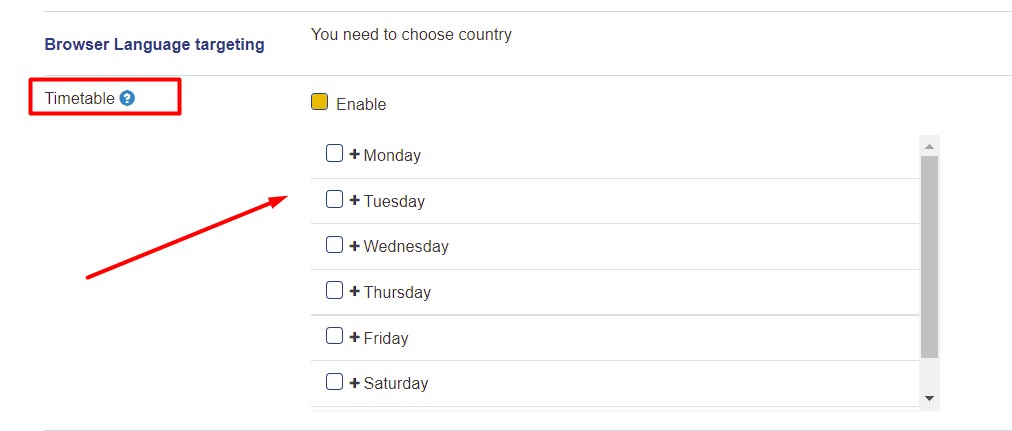 Browser Language targeting
You need to choose country
Timetable ?
Enable
+ Monday
+ Tuesday
+ Wednesday
+ Thursday
+ Friday
+ Saturday